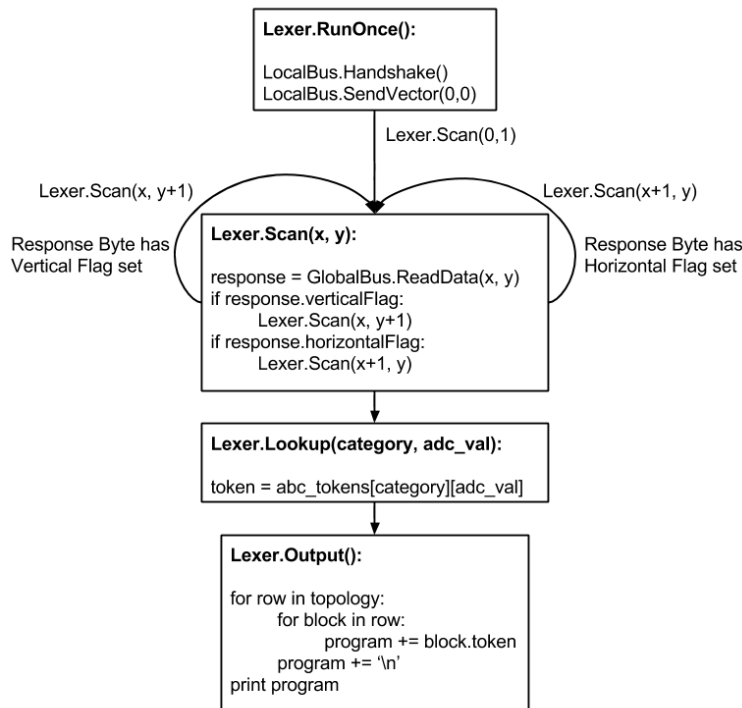 Lexer.RunOnce():
LocalBus.Handshake()
LocalBus.SendVector(0,0)
Lexer.Scan(0,1)
Lexer.Scan(x, y+1)
Lexer.Scan(x+1, y)
Response Byte has
Vertical Flag set
Lexer.Scan(x, y):
response = GlobalBus.ReadData(x, y)
if response.verticalFlag:
Lexer.Scan(x, y+1)
if response.horizontalFlag:
Lexer.Scan(x+1, y)
Response Byte has
Horizontal Flag set
Lexer.Lookup(category, adc_val):
token = abc_tokens[category][adc_val]
Lexer.Output():
for row in topology:
for block in row:
program += block.token
program += ‘\n’
print program